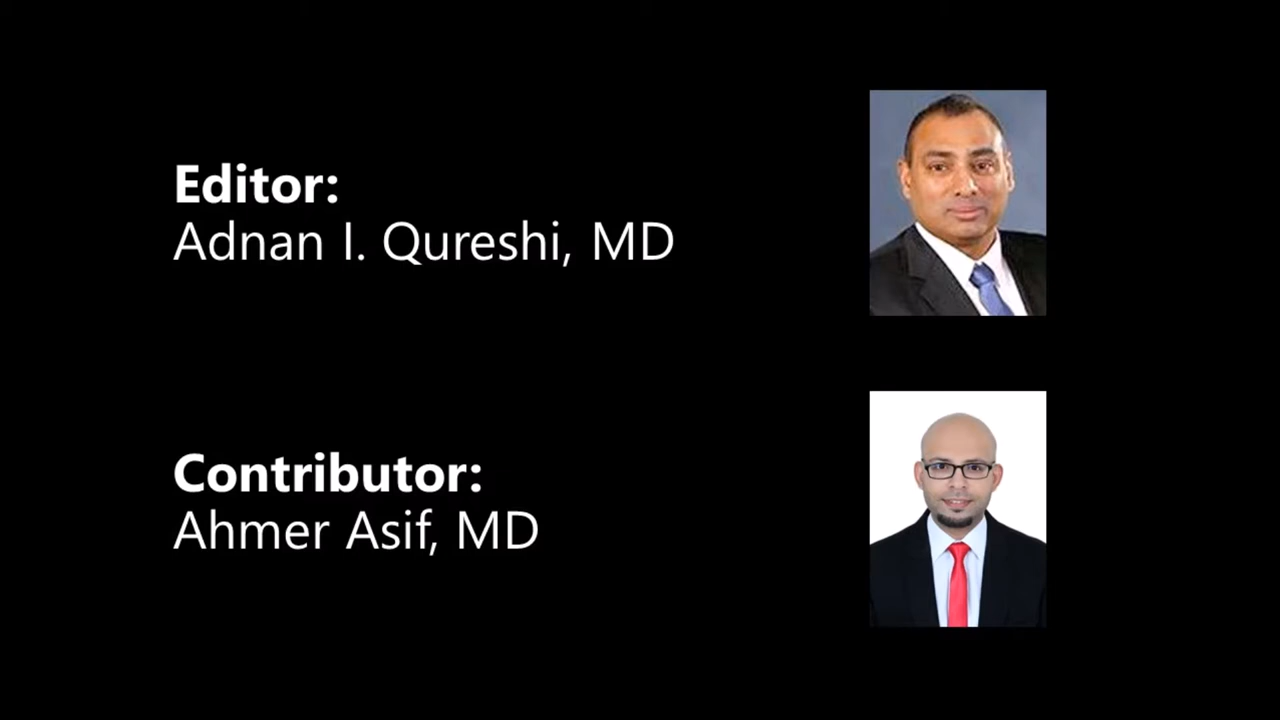 Editor:
Adnan I. Qureshi, MD
Contributor:
Ahmer Asif, MD